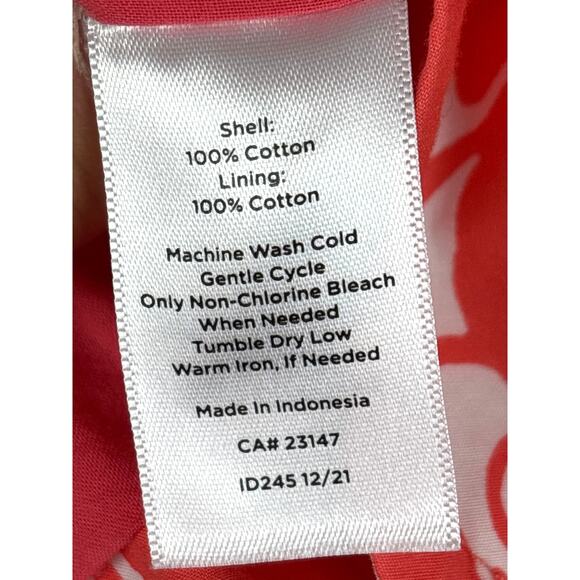 Shell:
100% Cotton
Lining:
100% Cotton
Machine Wash Cold
Gentle Cycle
Only Non-Chlorine Bleach
When Needed
Tumble Dry Low
Warm Iron, If Needed
Made In Indonesia
CA# 23147
ID245 12/21